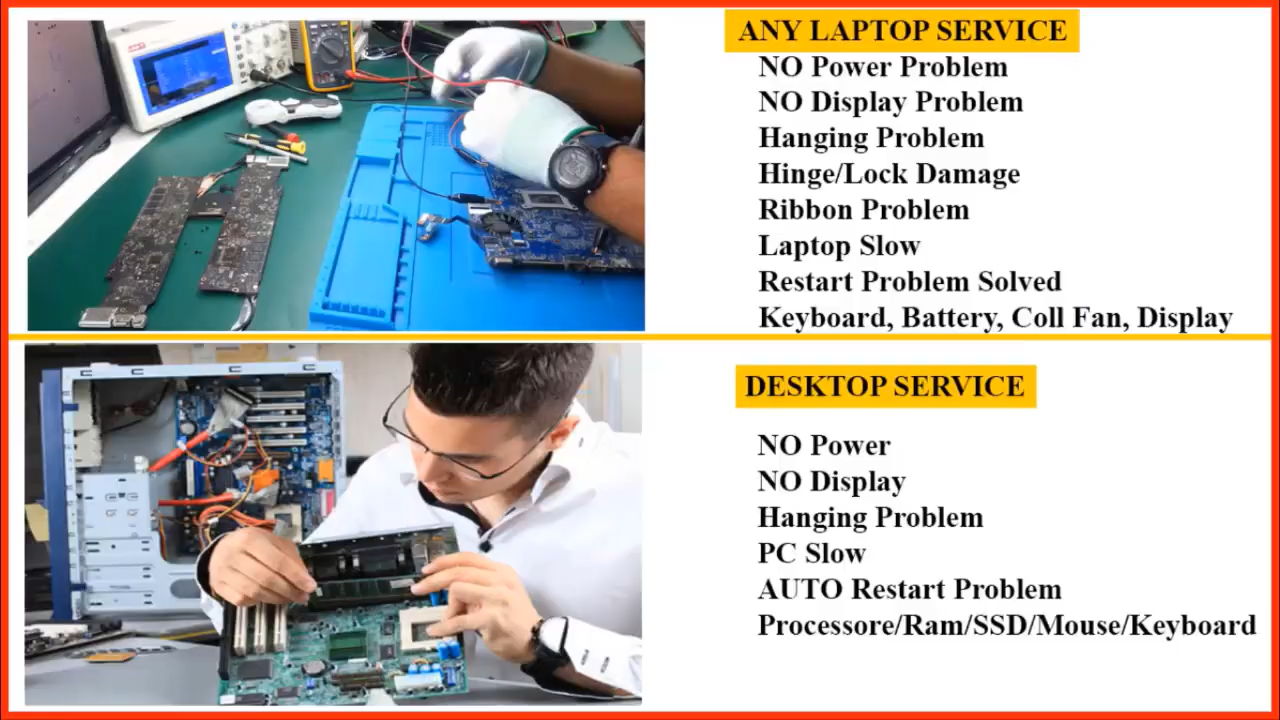 ANY LAPTOP SERVICE
NO Power Problem
NO Display Problem
Hanging Problem
Hinge/Lock Damage
Ribbon Problem
Laptop Slow
Restart Problem Solved
Keyboard, Battery, Coll Fan, Display
DESKTOP SERVICE
NO Power
NO Display
Hanging Problem
PC Slow
AUTO Restart Problem
Processore/Ram/SSD/Mouse/Keyboard